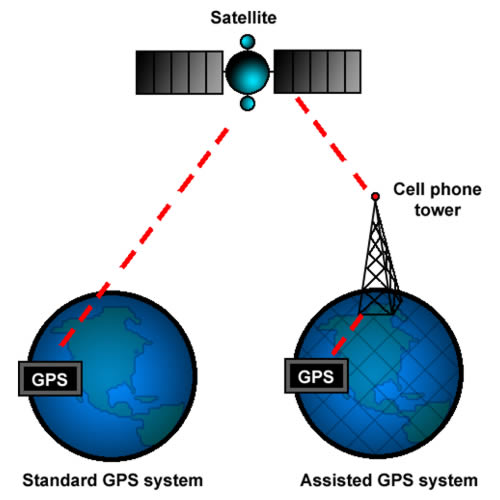 Satellite
Cell phone
tower
GPS
GPS
Standard GPS system
Assisted GPS system